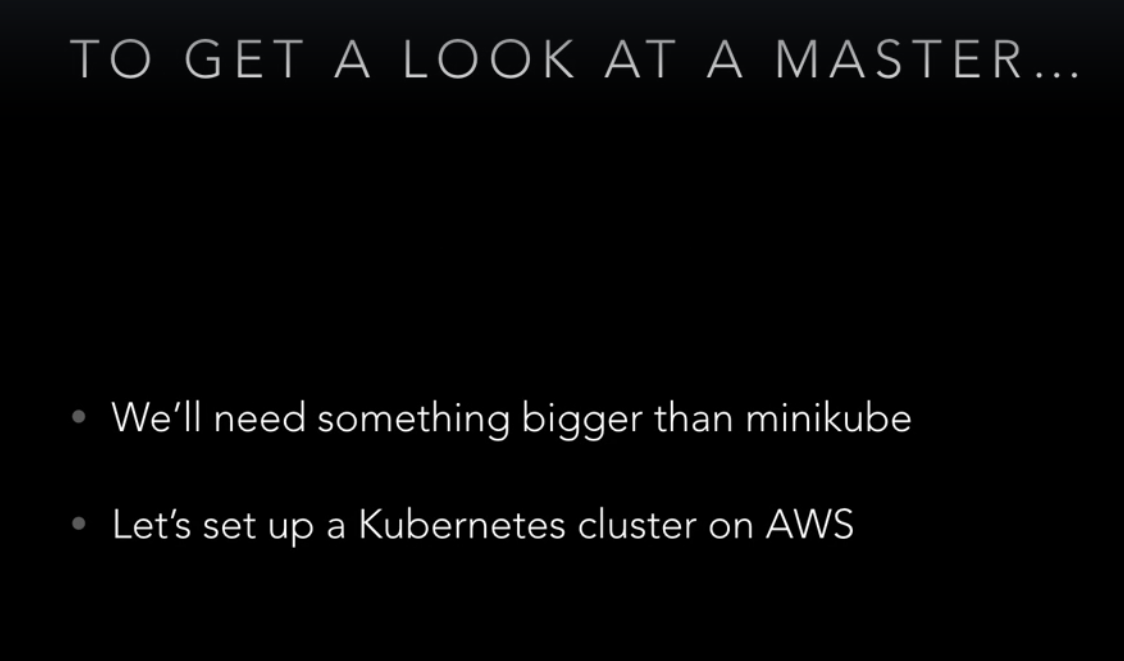 TO GET A LOOK AT A MASTER...
• We’ll need something bigger than minikube
• Let’s set up a Kubernetes cluster on AWS